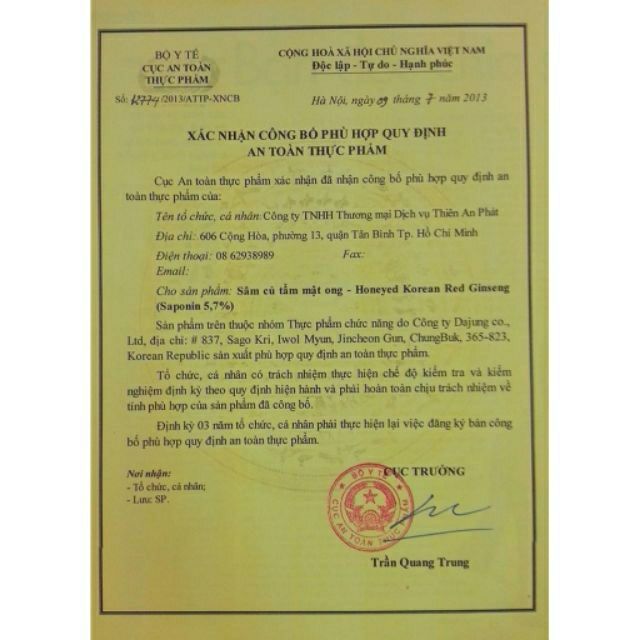 BỘ Y TẾ
CỤC AN TOÀN
THỰC PHẨM
Số: /2013/ATTP-XNCB
CỘNG HOÀ XÃ HỘI CHỦ NGHĨA VIỆT NAM
Độc lập - Tự do - Hạnh phúc
Hà Nội, ngày 09 tháng 7 năm 2013
XÁC NHẬN CÔNG BỐ PHÙ HỢP QUY ĐỊNH
AN TOÀN THỰC PHẨM
Cục An toàn thực phẩm xác nhận đã nhận công bố phù hợp quy định an
toàn thực phẩm của:
Tên tổ chức, cá nhân: Công ty TNHH Thương mại Dịch vụ Thiên An Phát
Địa chỉ: 606 Cộng Hòa, phường 13, quận Tân Bình Tp. Hồ Chí Minh
Điện thoại: 08 62938989 Fax:
Email:
Cho sản phẩm: Sâm củ tẩm mật ong - Honeyed Korean Red Ginseng
(Saponin 5,7%)
Sản phẩm trên thuộc nhóm Thực phẩm chức năng do Công ty Dajung co.,
Ltd, địa chỉ: # 837, Sago Kri, Iwol Myun, Jincheon Gun, ChungBuk, 365-823,
Korean Republic sản xuất phù hợp quy định an toàn thực phẩm.
Tổ chức, cá nhân có trách nhiệm thực hiện chế độ kiểm tra và kiểm
nghiệm định kỳ theo quy định hiện hành và phải hoàn toàn chịu trách nhiệm về
tính phù hợp của sản phẩm đã công bố.
Định kỳ 03 năm tổ chức, cá nhân phải thực hiện lại việc đăng ký bản công
bố phù hợp quy định an toàn thực phẩm.
Nơi nhận:
- Tổ chức, cá nhân;
- Lưu: SP.
CỤC TRƯỞNG
BỘ Y TẾ
CỤC AN TOÀN THỰC PHẨM
Trần Quang Trung